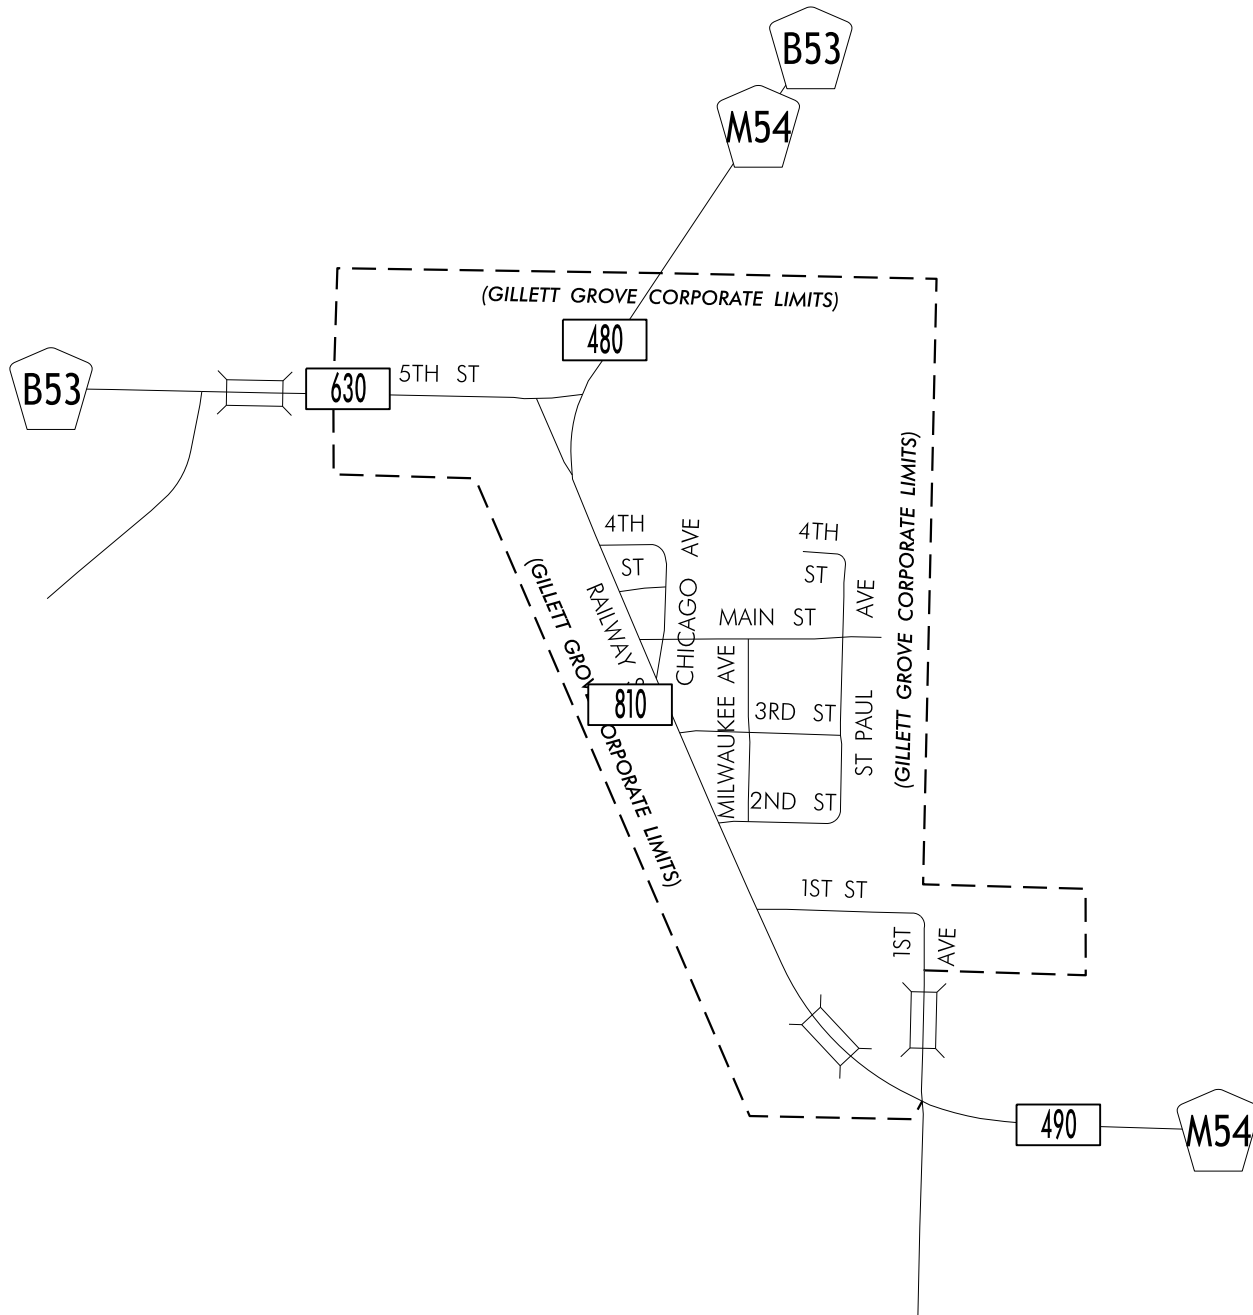 B53
M54
(GILLETT GROVE CORPORATE LIMITS)
480
B53
630
5TH ST
4TH
ST
CHICAGO AVE
4TH
ST
(GILLETT GROVE CORPORATE LIMITS)
(GILLETT GRO ORPORATE LIMITS)
RAILWAY
MAIN ST
ST PAUL AVE
MILWAUKEE AVE
810
3RD ST
2ND ST
1ST ST
1ST
AVE
490
M54